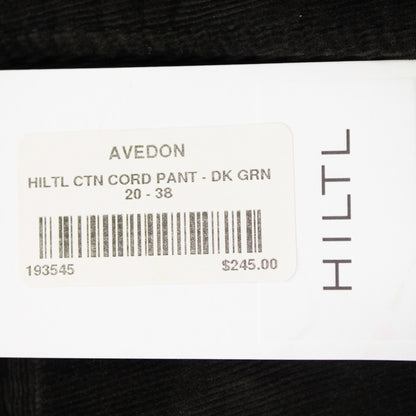 AVEDON
HILTL CTN CORD PANT - DK GRN
20 - 38
193545 $245.00
HILTL